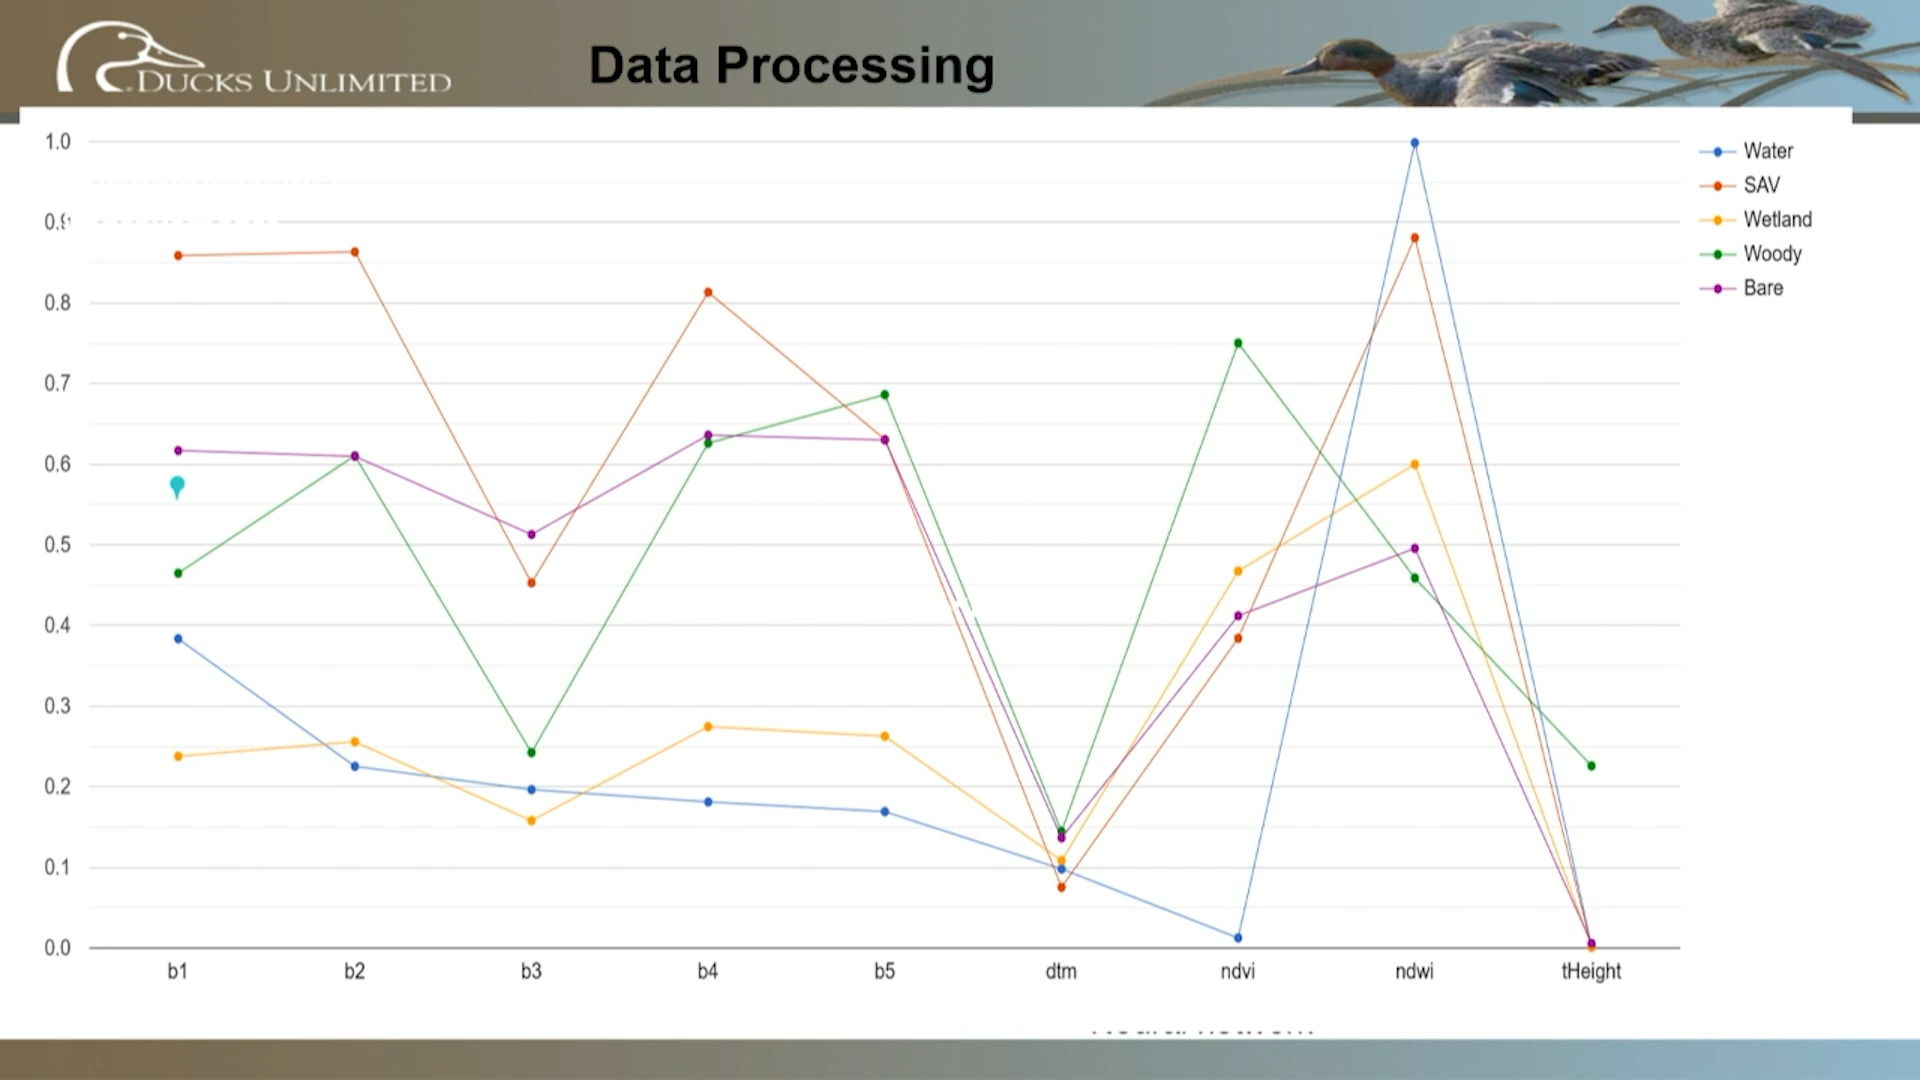 DUCKS UNLIMITED
Data Processing
1.0
0.9
0.8
0.7
0.6
0.5
0.4
0.3
0.2
0.1
0.0
b1 b2 b3 b4 b5 dtm ndvi ndwi tHeight
Water
SAV
Wetland
Woody
Bare